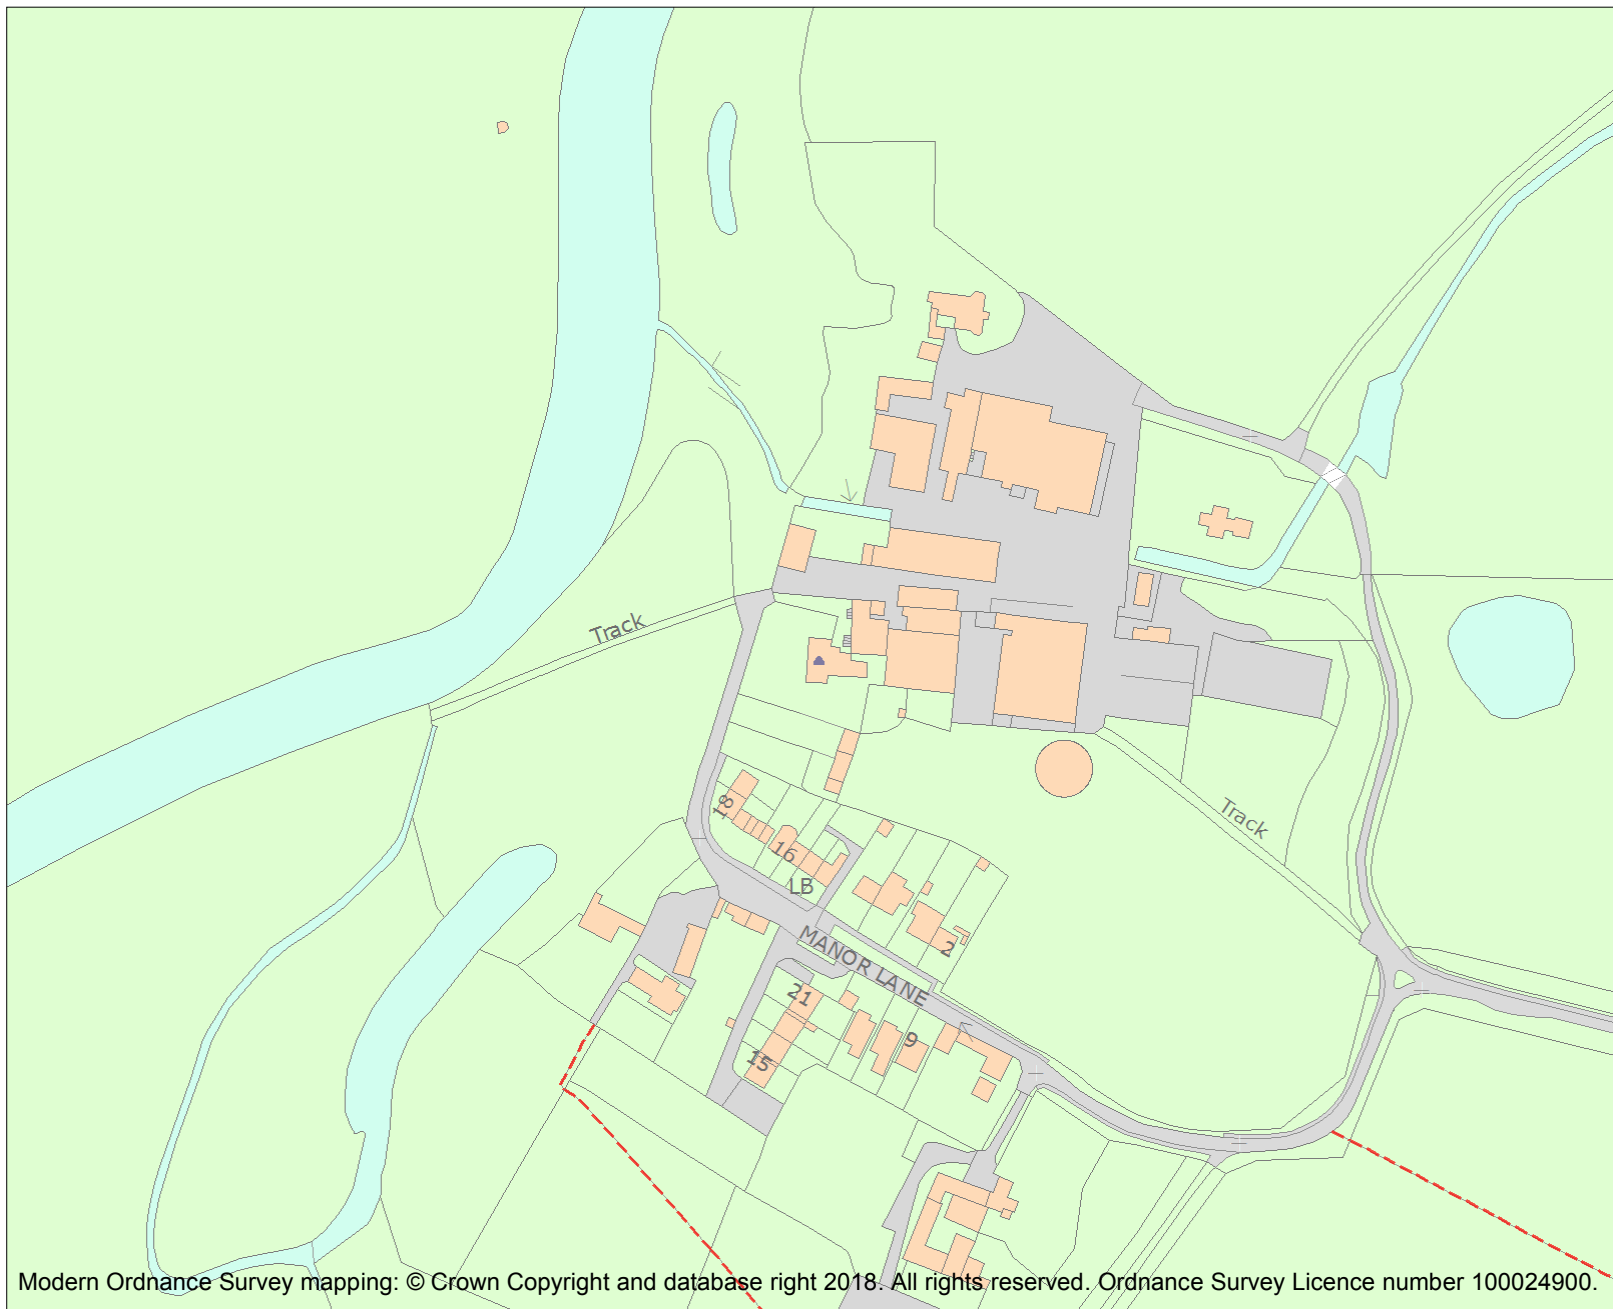 Track
Track
18
16
LB
2
MANOR LANE
21
9
15
Modern Ordnance Survey mapping: © Crown Copyright and database right 2018. All rights reserved. Ordnance Survey Licence number 100024900.